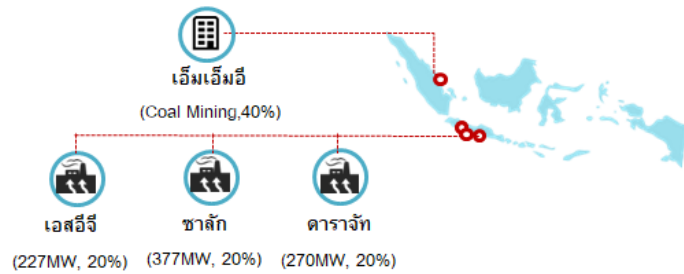 เอ็มเอ็มอี
(Coal Mining,40%)
เอสอีจี
(227MW, 20%)
ซาลัก
(377MW, 20%)
ดาราจัท
(270MW, 20%)